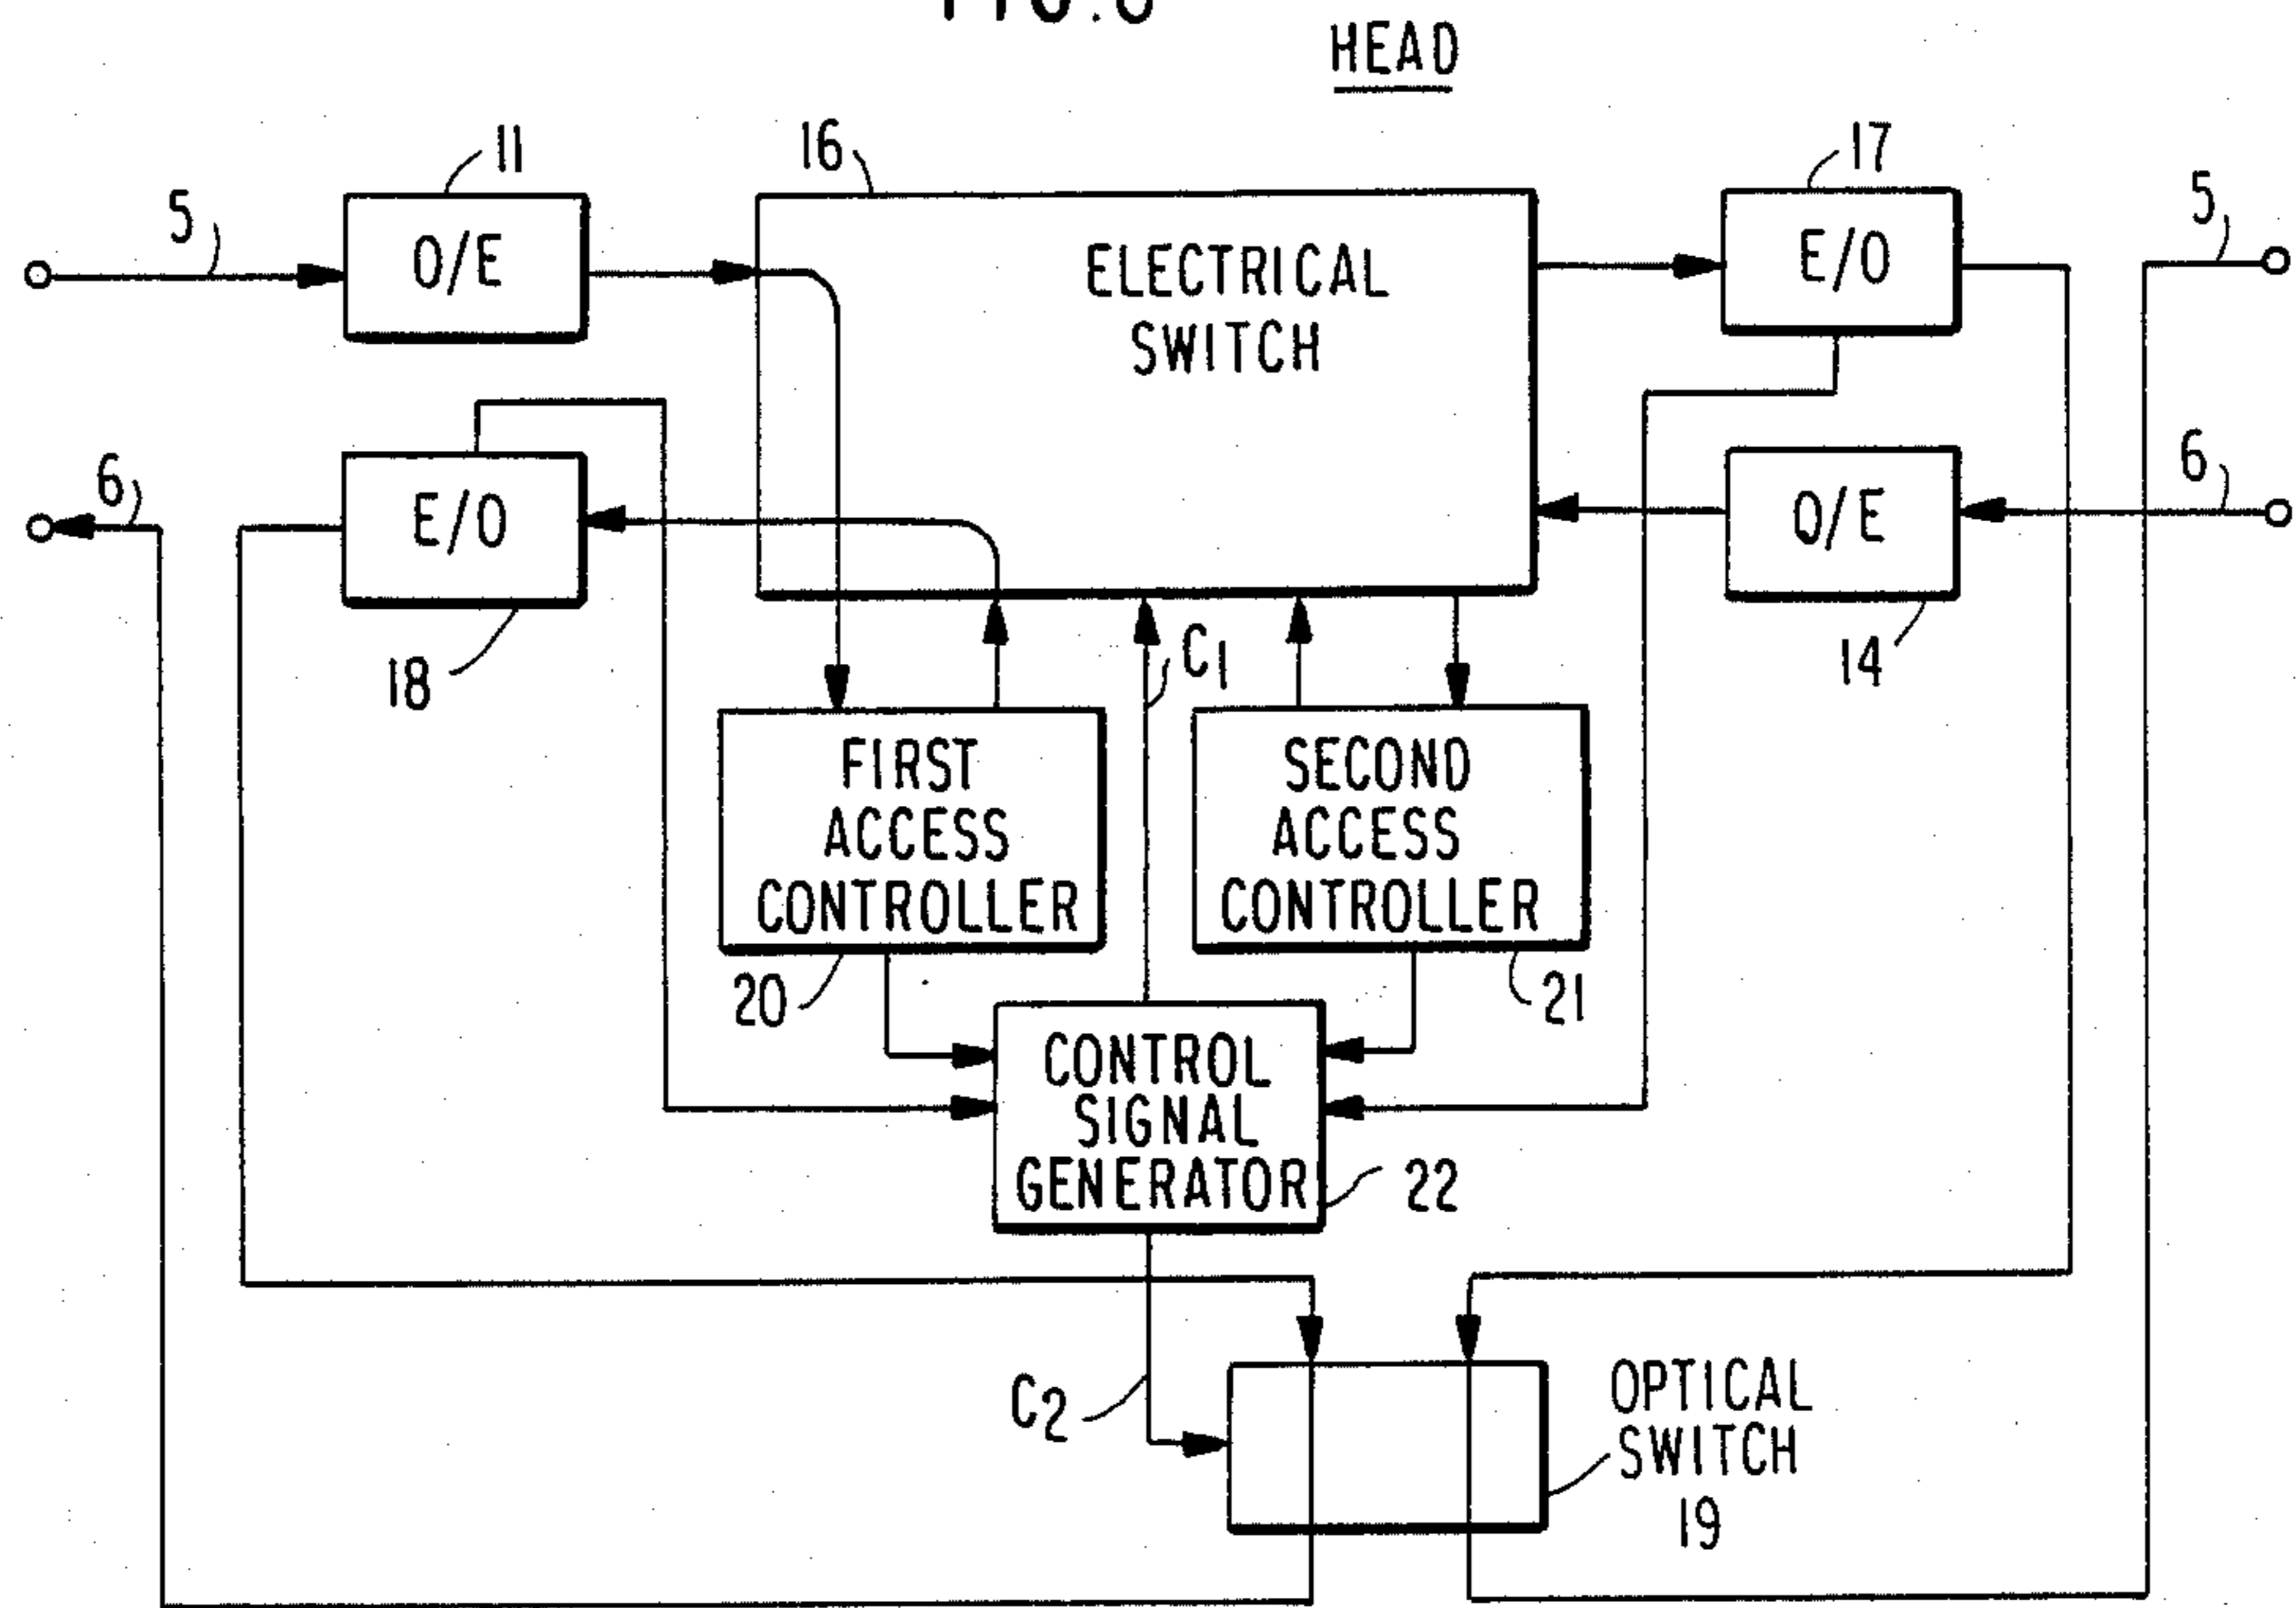 HEAD
11
16
17
5
5
O/E
ELECTRICAL
SWITCH
E/O
6
E/O
O/E
6
18
C1
14
FIRST
ACCESS
CONTROLLER
SECOND
ACCESS
CONTROLLER
20
21
CONTROL
SIGNAL
GENERATOR
22
C2
OPTICAL
SWITCH
19